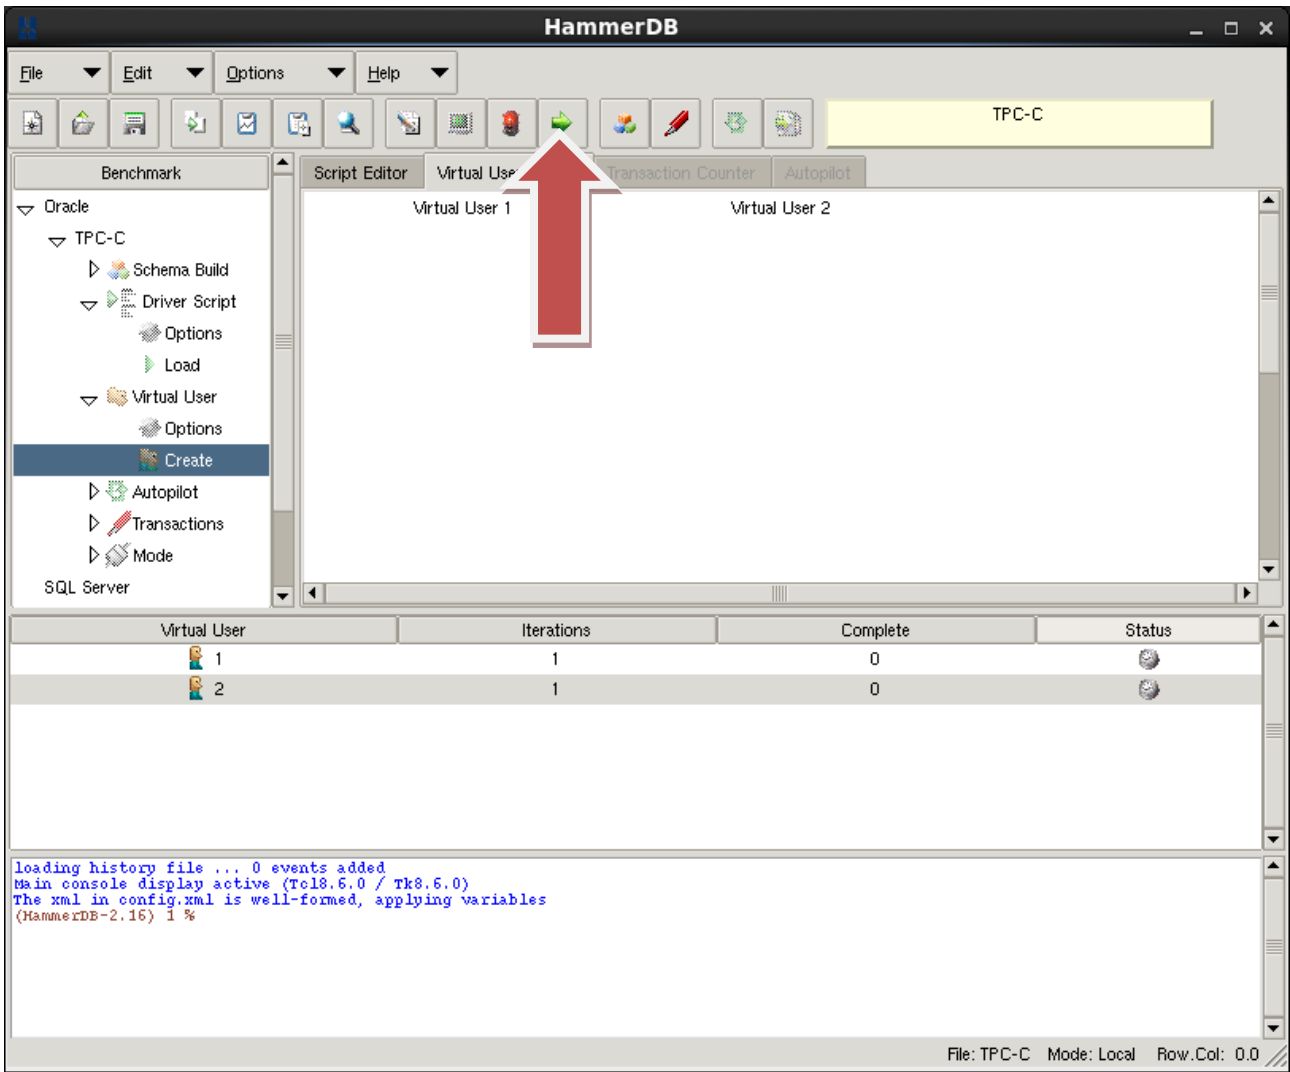 HammerDB
File Edit Options Help
TPC-C
Benchmark
Script Editor Virtual User Transaction Counter Autopilot
Oracle
TPC-C
Schema Build
Driver Script
Options
Load
Virtual User
Options
Create
Autopilot
Transactions
Mode
SQL Server
Virtual User 1 Virtual User 2
Virtual User Iterations Complete Status
1 1 0
2 1 0
loading history file ... 0 events added
Main console display active (Tcl8.6.0 / Tk8.6.0)
The xml in config.xml is well-formed, applying variables
(HammerDB-2.16) 1 %
File: TPC-C Mode: Local Row.Col: 0.0